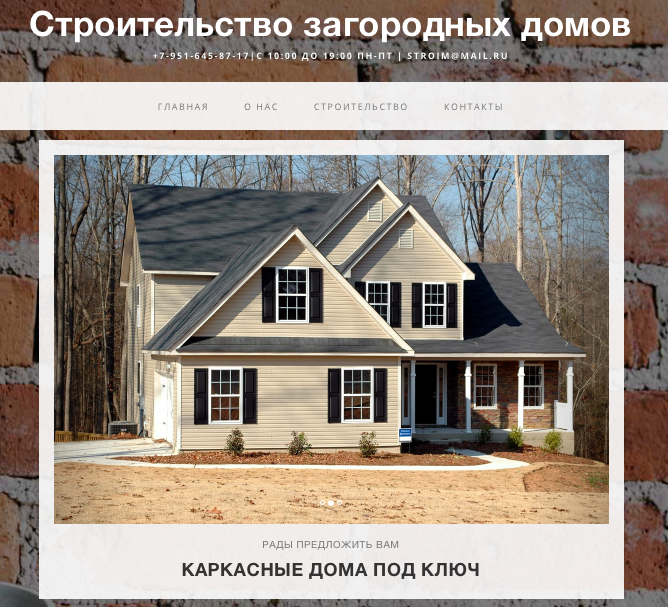 Строительство загородных домов
+7-951-645-87-17|С 10:00 ДО 19:00 ПН-ПТ | STROIM@MAIL.RU
ГЛАВНАЯ О НАС СТРОИТЕЛЬСТВО КОНТАКТЫ
РАДЫ ПРЕДЛОЖИТЬ ВАМ
КАРКАСНЫЕ ДОМА ПОД КЛЮЧ